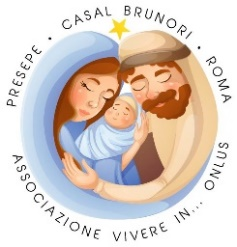 PRESEPE • CASAL BRUNORI • ROMA
ASSOCIAZIONE VIVERE IN... ONLUS